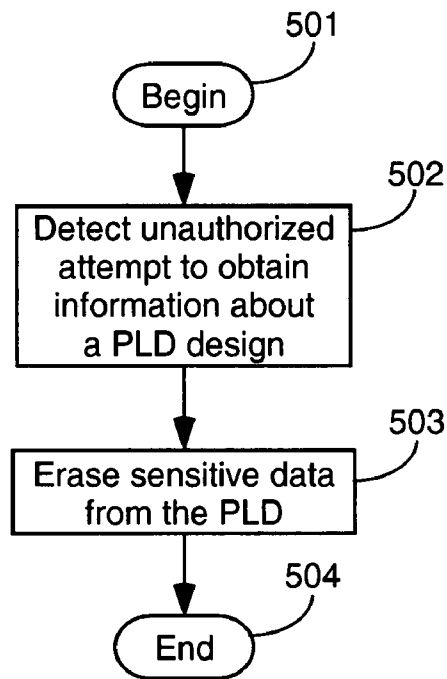 501
Begin
502
Detect unauthorized
attempt to obtain
information about
a PLD design
503
Erase sensitive data
from the PLD
504
End